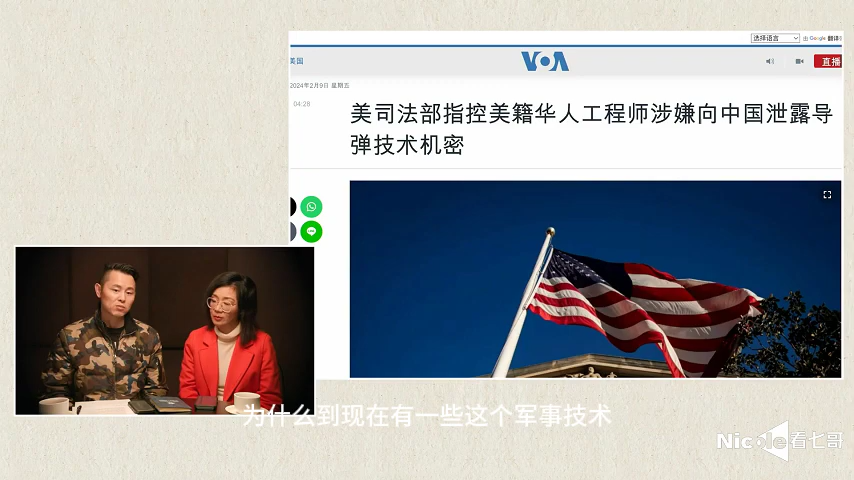 选择语言
由 Google 翻译
美国
VOA
直播
2024年2月9日 星期五
04:28
美司法部指控美籍华人工程师涉嫌向中国泄露导
弹技术机密
为什么到现在有一些这个军事技术
Nicole看七哥